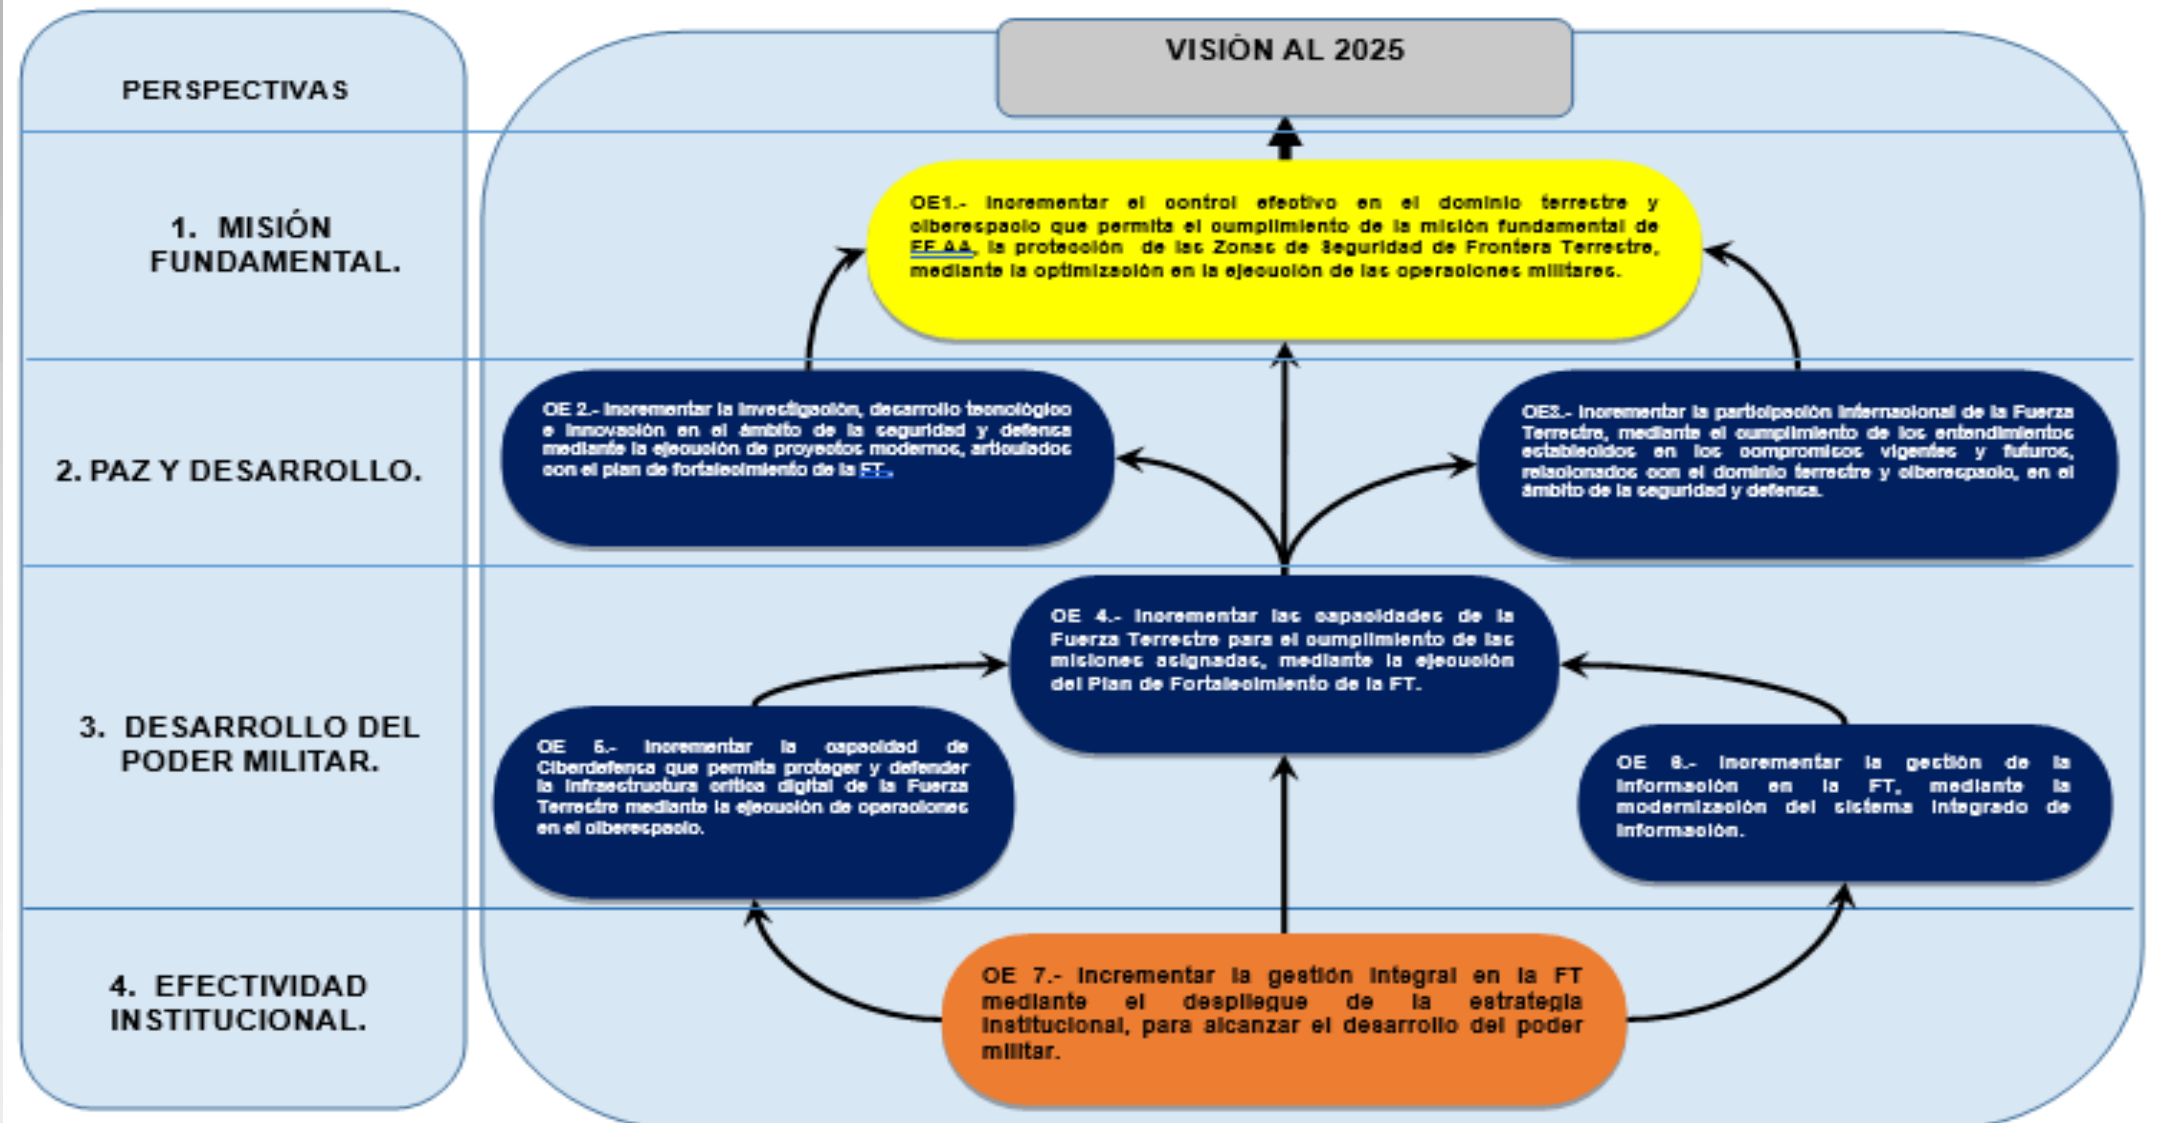 VISIÓN AL 2025
PERSPECTIVAS
1. MISIÓN
FUNDAMENTAL.
OE1.- Incrementar el control efectivo en el dominio terrestre y
ciberespacio que permita el cumplimiento de la misión fundamental de
FF.AA, la protección de las Zonas de Seguridad de Frontera Terrestre,
mediante la optimización en la ejecución de las operaciones militares.
2. PAZ Y DESARROLLO.
OE 2.- Incrementar la investigación, desarrollo tecnológico
e innovación en el ámbito de la seguridad y defensa
mediante la ejecución de proyectos modernos, articulados
con el plan de fortalecimiento de la FT.
OE3.- Incrementar la participación internacional de la Fuerza
Terrestre, mediante el cumplimiento de los entendimientos
establecidos en los compromisos vigentes y futuros,
relacionados con el dominio terrestre y ciberespacio, en el
ámbito de la seguridad y defensa.
3. DESARROLLO DEL
PODER MILITAR.
OE 4.- Incrementar las capacidades de la
Fuerza Terrestre para el cumplimiento de las
misiones asignadas, mediante la ejecución
del Plan de Fortalecimiento de la FT.
OE 5.- Incrementar la capacidad de
Ciberdefensa que permita proteger y defender
la infraestructura crítica digital de la Fuerza
Terrestre mediante la ejecución de operaciones
en el ciberespacio.
OE 6.- Incrementar la gestión de la
información en la FT, mediante la
modernización del sistema integrado de
información.
4. EFECTIVIDAD
INSTITUCIONAL.
OE 7.- Incrementar la gestión integral en la FT
mediante el despliegue de la estrategia
institucional, para alcanzar el desarrollo del poder
militar.